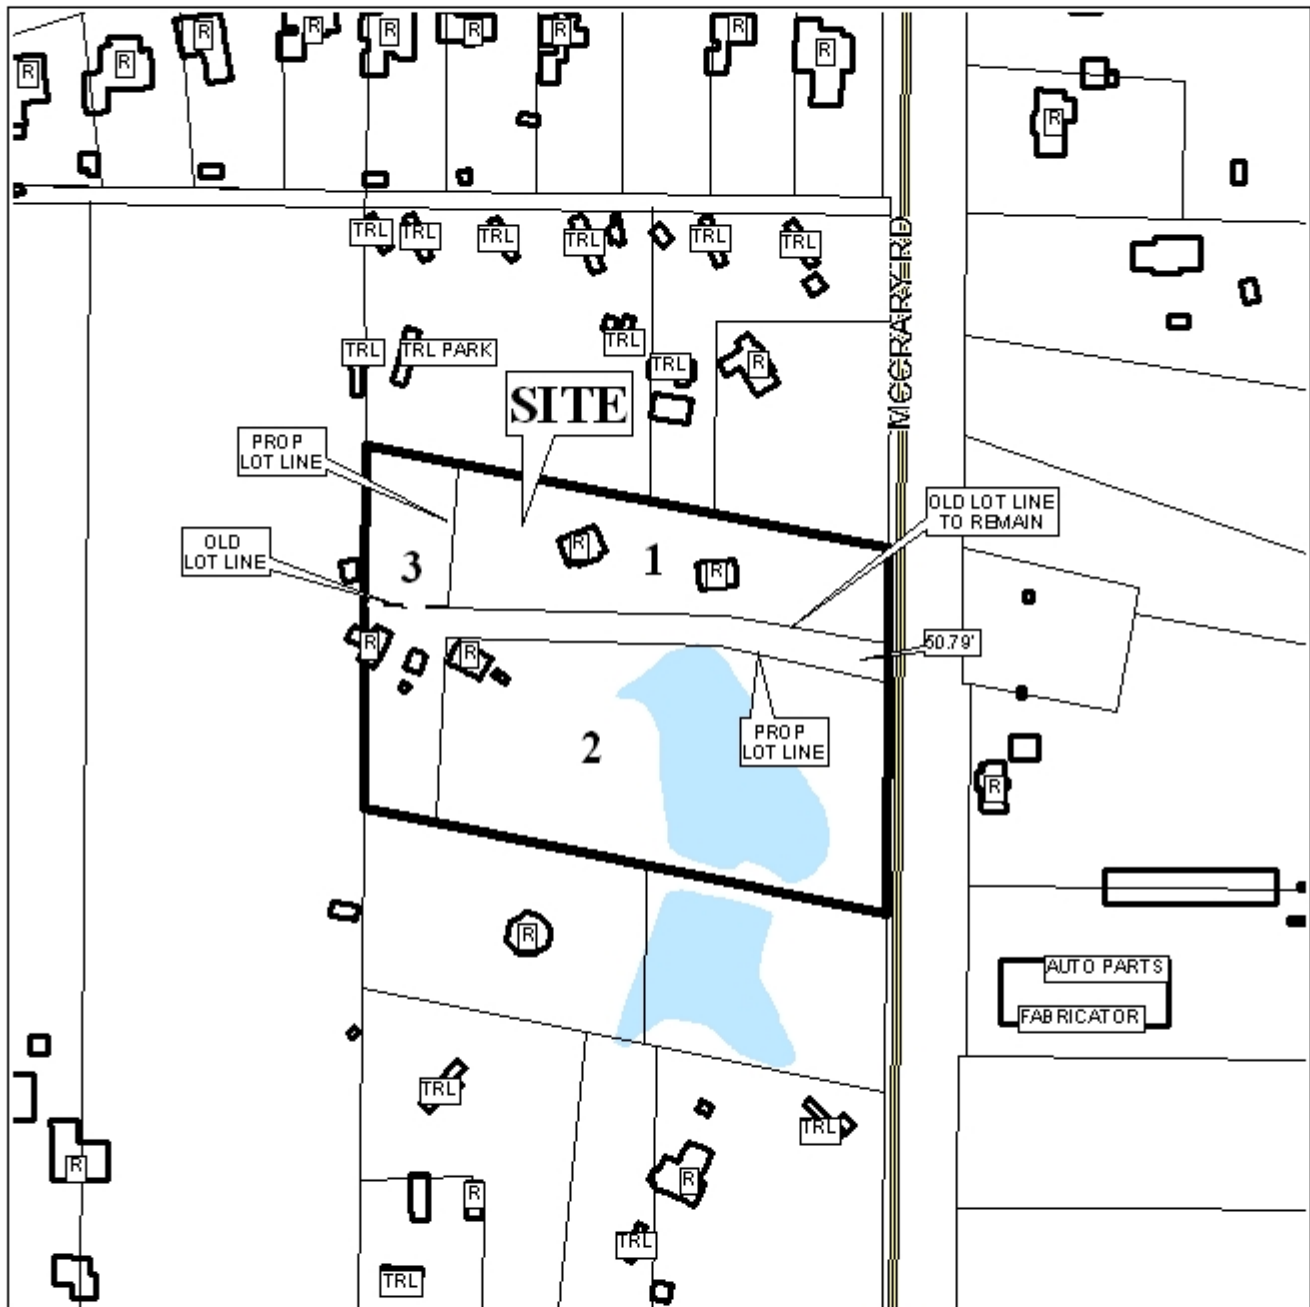 R
R
R
R
R
R
R
R
R
R
TRL
TRL
TRL
TRL
TRL
TRL
MCCRARY RD
TRL
TRL
TRL PARK
TRL
R
SITE
PROP
LOT LINE
OLD LOT LINE
TO REMAIN
OLD
LOT LINE
R
1
R
3
R
R
50.79'
2
PROP
LOT LINE
R
R
AUTO PARTS
FABRICATOR
TRL
TRL
R
R
R
TRL
TRL